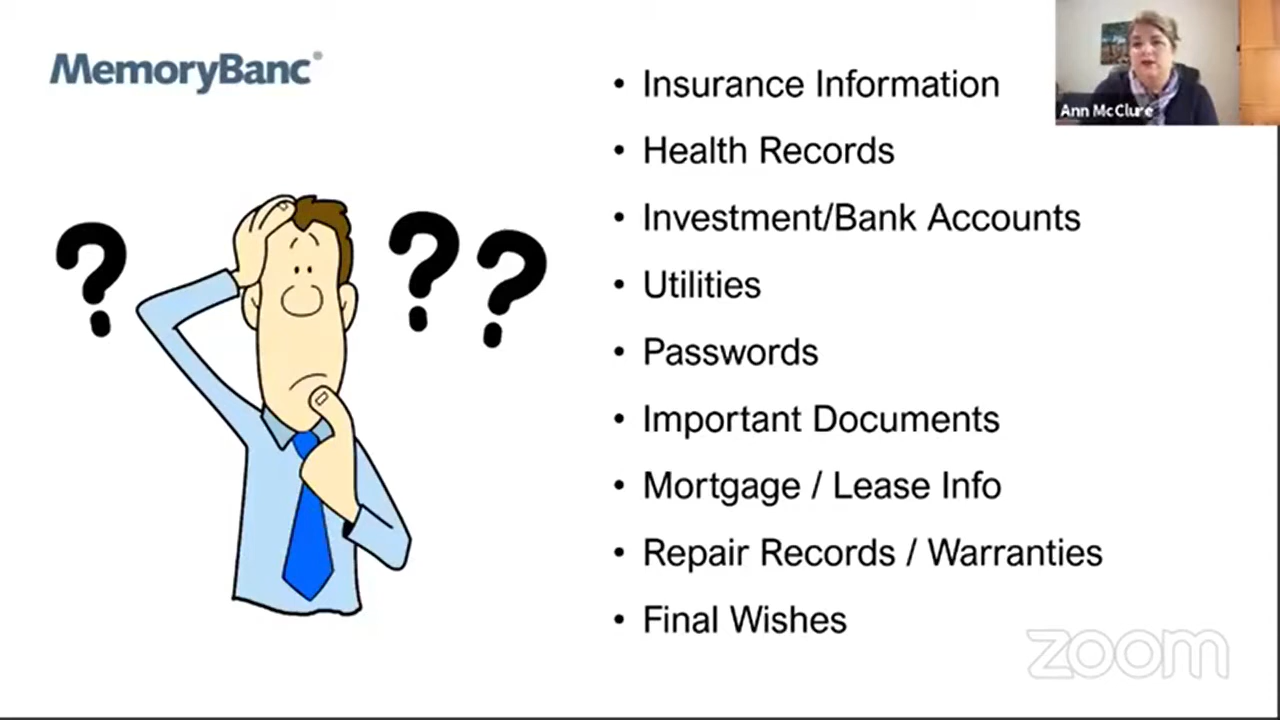 MemoryBanc®
• Insurance Information
• Health Records
• Investment/Bank Accounts
• Utilities
• Passwords
• Important Documents
• Mortgage / Lease Info
• Repair Records / Warranties
• Final Wishes
? ? ? ?
Ann McClure
zoom